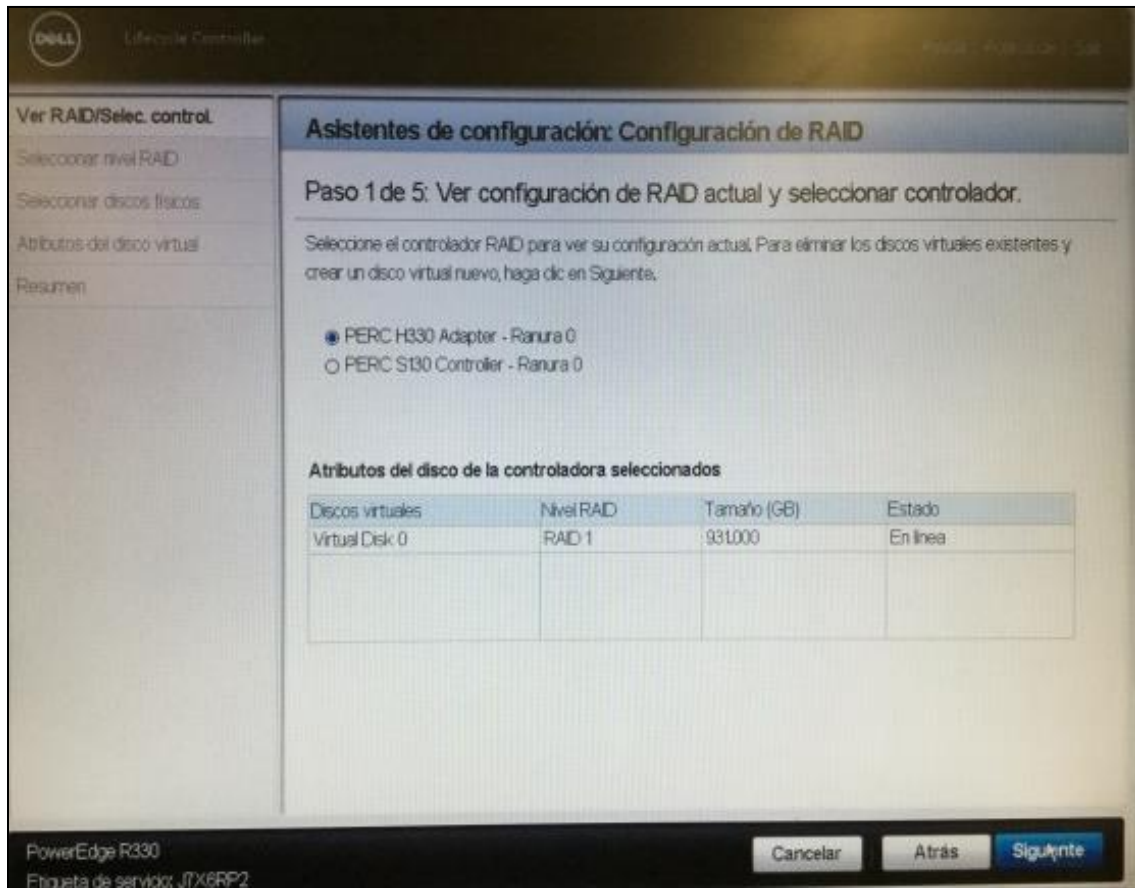 DELL
Lifecycle Controller
Ver RAID/Selec. control.
Seleccionar nivel RAID
Seleccionar discos físicos
Atributos del disco virtual
Resumen
Asistentes de configuración: Configuración de RAID
Paso 1 de 5: Ver configuración de RAID actual y seleccionar controlador.
Seleccione el controlador RAID para ver su configuración actual. Para eliminar los discos virtuales existentes y
crear un disco virtual nuevo, haga clic en Siguiente.
PERC H330 Adapter - Ranura 0
PERC S130 Controller - Ranura 0
Atributos del disco de la controladora seleccionados
Discos virtuales Nivel RAID Tamaño (GB) Estado
Virtual Disk 0 RAID 1 931.000 En línea
PowerEdge R330
Etiqueta de servicio: J7X6RP2
Cancelar Atrás Siguiente